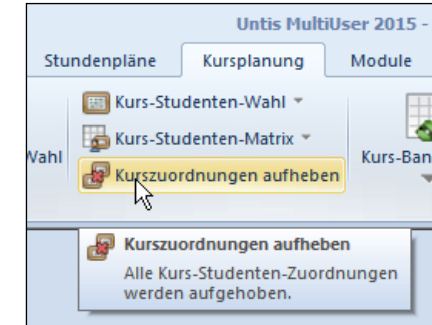 Untis MultiUser 2015 -
Stundenpläne Kursplanung Module
Kurs-Studenten-Wahl
Kurs-Studenten-Matrix
Wahl
Kurszuordnungen aufheben
Kurs-Ban
Kurszuordnungen aufheben
Alle Kurs-Studenten-Zuordnungen
werden aufgehoben.